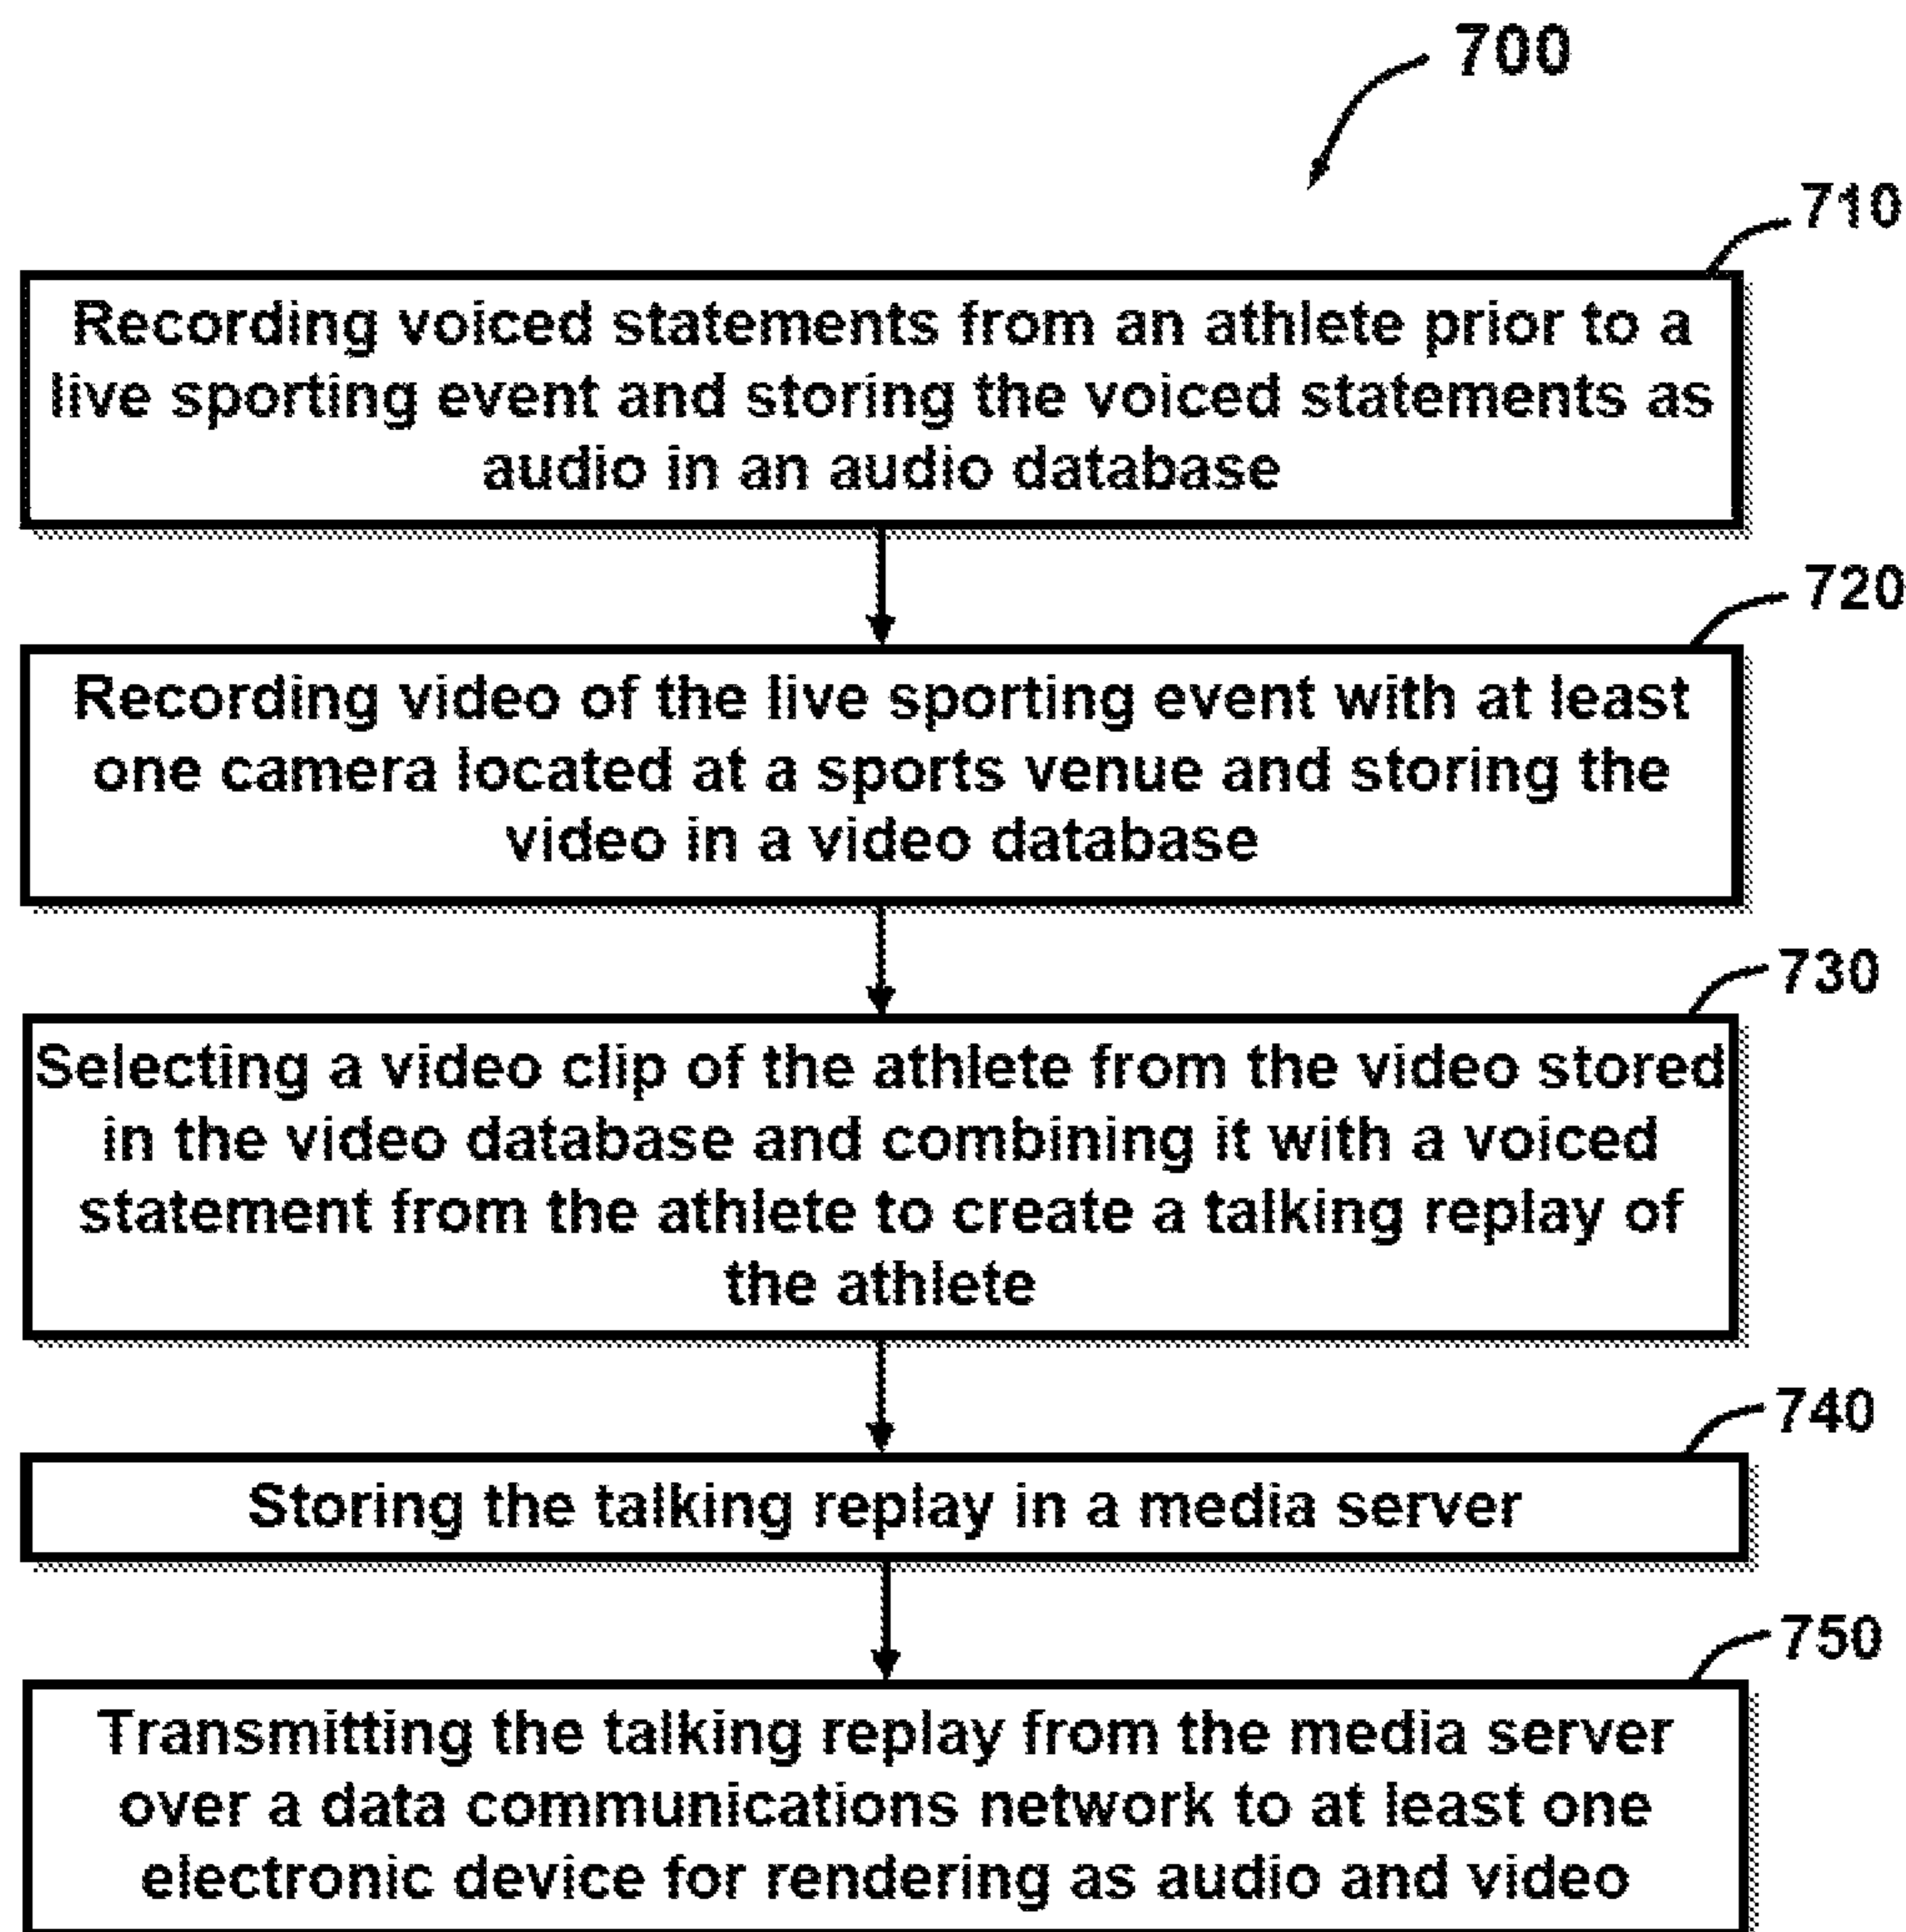 700
710
Recording voiced statements from an athlete prior to a
live sporting event and storing the voiced statements as
audio in an audio database
720
Recording video of the live sporting event with at least
one camera located at a sports venue and storing the
video in a video database
730
Selecting a video clip of the athlete from the video stored
in the video database and combining it with a voiced
statement from the athlete to create a talking replay of
the athlete
740
Storing the talking replay in a media server
750
Transmitting the talking replay from the media server
over a data communications network to at least one
electronic device for rendering as audio and video